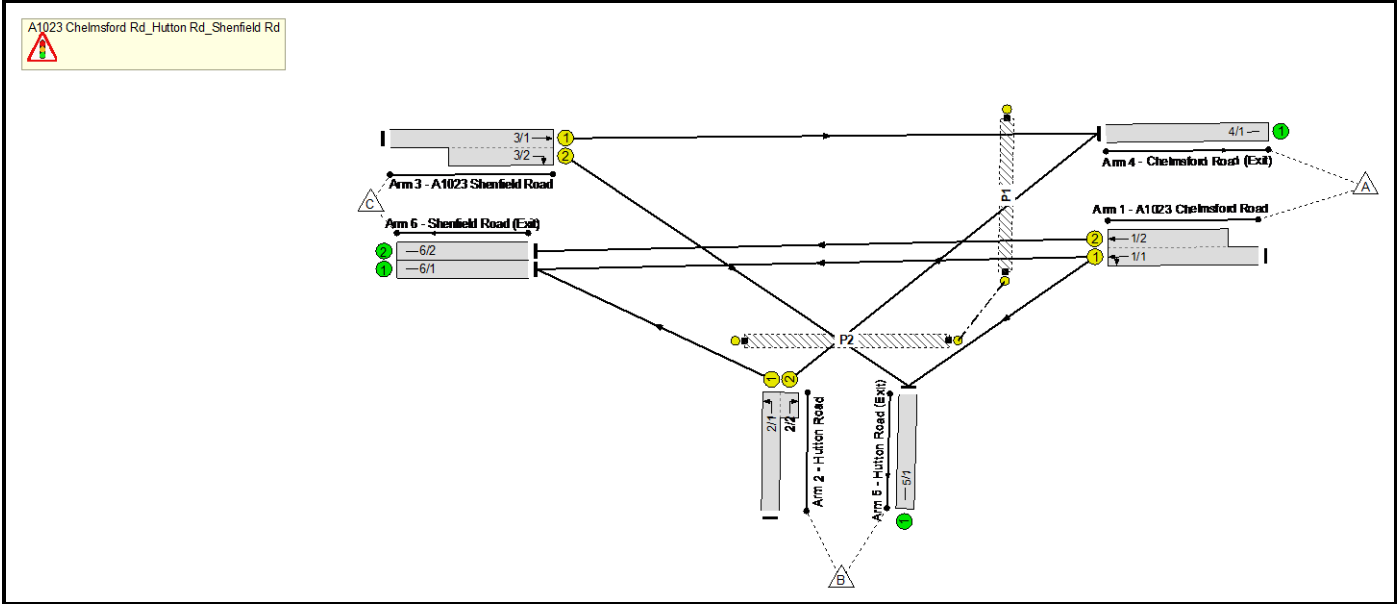 A1023 Chelmsford Rd_Hutton Rd_Shenfield Rd
3/1
1
3/2
2
Arm 3 - A1023 Shenfield Road
C
Arm 6 - Shenfield Road (Exit)
2
6/2
1
6/1
P1
4/1
1
Arm 4 - Chelmsford Road (Exit)
A
Arm 1 - A1023 Chelmsford Road
2
1/2
1
1/1
P2
1
2
2/1
2/2
Arm 2 - Hutton Road
Arm 5 - Hutton Road (Exit)
5/1
1
B